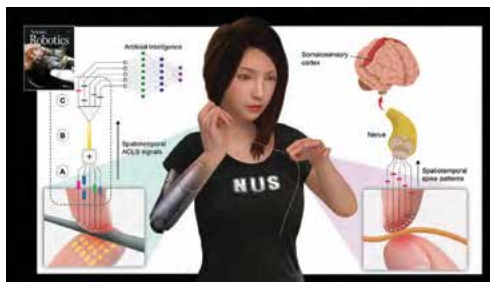 Science
Robotics
Artificial Intelligence
C
B
A
+
Spatiotemporal
ACES signals
NUS
Somatosensory
cortex
Nerve
Spatiotemporal
spike patterns